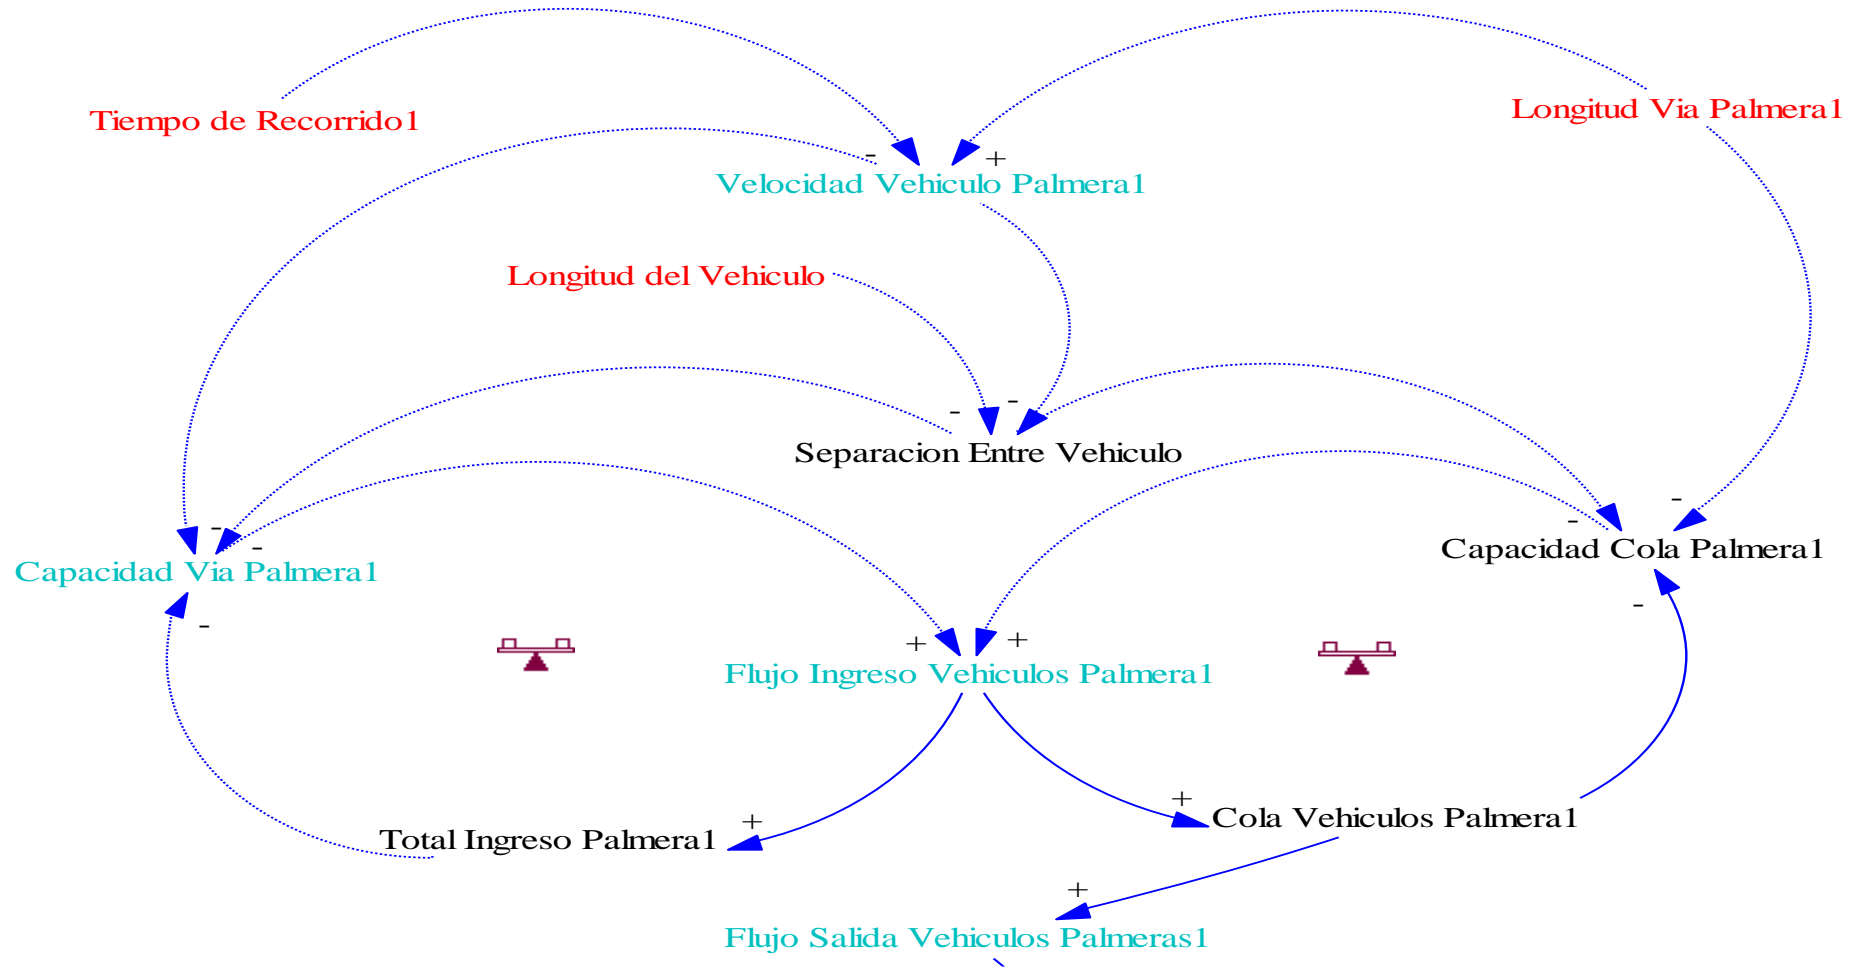 Tiempo de Recorrido1
Longitud Via Palmera1
-
+
Velocidad Vehiculo Palmera1
Longitud del Vehiculo
-
-
Separacion Entre Vehiculo
-
-
-
-
Capacidad Cola Palmera1
Capacidad Via Palmera1
-
-
+
+
Flujo Ingreso Vehiculos Palmera1
+
+
Cola Vehiculos Palmera1
Total Ingreso Palmera1
+
Flujo Salida Vehiculos Palmeras1